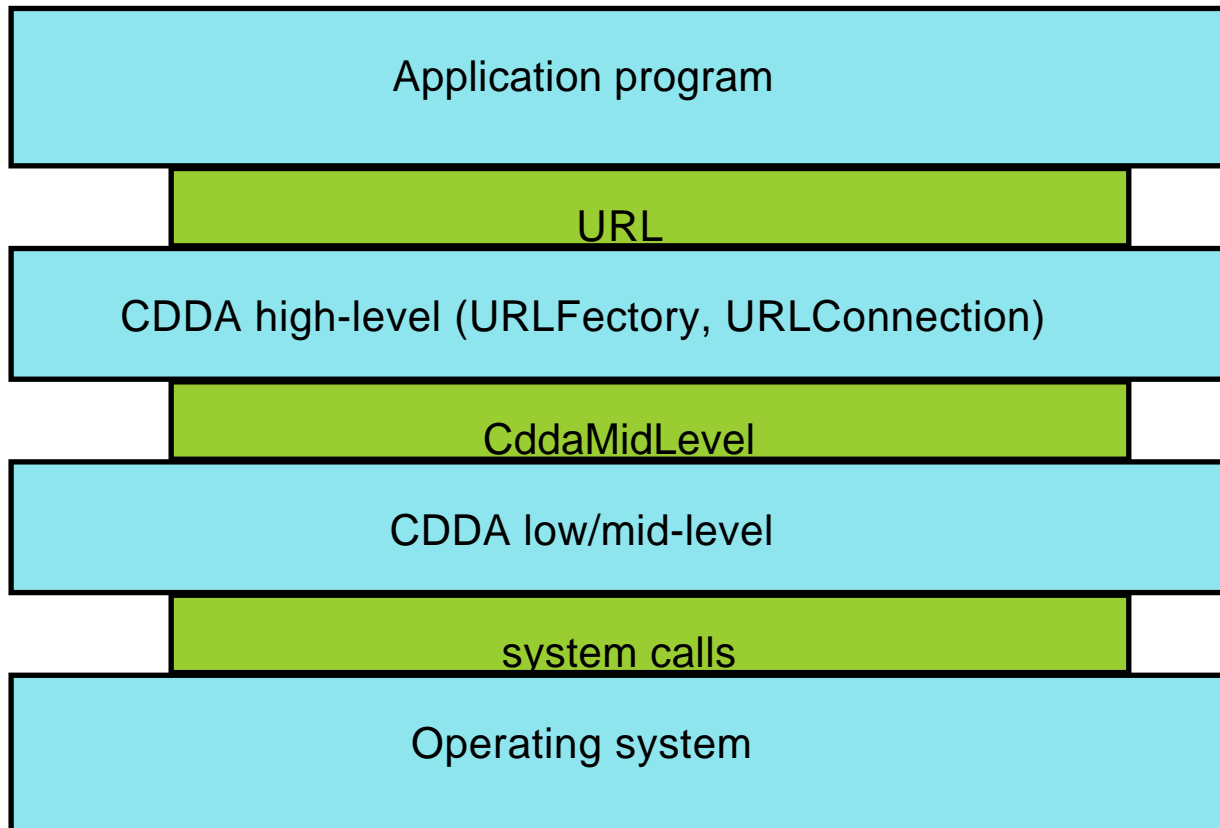 Application program
URL
CDDA high-level (URLFectory, URLConnection)
CddaMidLevel
CDDA low/mid-level
system calls
Operating system